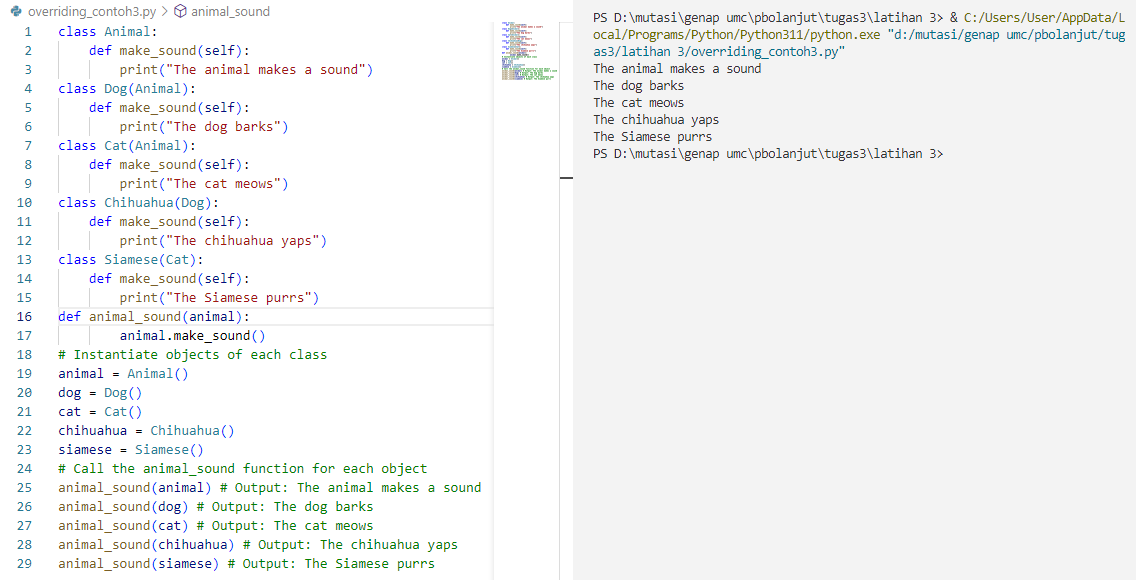 overriding_contoh3.py > animal_sound
1 class Animal:
2     def make_sound(self):
3         print("The animal makes a sound")
4 class Dog(Animal):
5     def make_sound(self):
6         print("The dog barks")
7 class Cat(Animal):
8     def make_sound(self):
9         print("The cat meows")
10 class Chihuahua(Dog):
11     def make_sound(self):
12         print("The chihuahua yaps")
13 class Siamese(Cat):
14     def make_sound(self):
15         print("The Siamese purrs")
16 def animal_sound(animal):
17         animal.make_sound()
18 # Instantiate objects of each class
19 animal = Animal()
20 dog = Dog()
21 cat = Cat()
22 chihuahua = Chihuahua()
23 siamese = Siamese()
24 # Call the animal_sound function for each object
25 animal_sound(animal) # Output: The animal makes a sound
26 animal_sound(dog) # Output: The dog barks
27 animal_sound(cat) # Output: The cat meows
28 animal_sound(chihuahua) # Output: The chihuahua yaps
29 animal_sound(siamese) # Output: The Siamese purrs
PS D:\mutasi\genap umc\pbolanjut\tugas3\latihan 3> & C:/Users/User/AppData/L
ocal/Programs/Python/Python311/python.exe "d:/mutasi/genap umc/pbolanjut/tug
as3/latihan 3/overriding_contoh3.py"
The animal makes a sound
The dog barks
The cat meows
The chihuahua yaps
The Siamese purrs
PS D:\mutasi\genap umc\pbolanjut\tugas3\latihan 3>